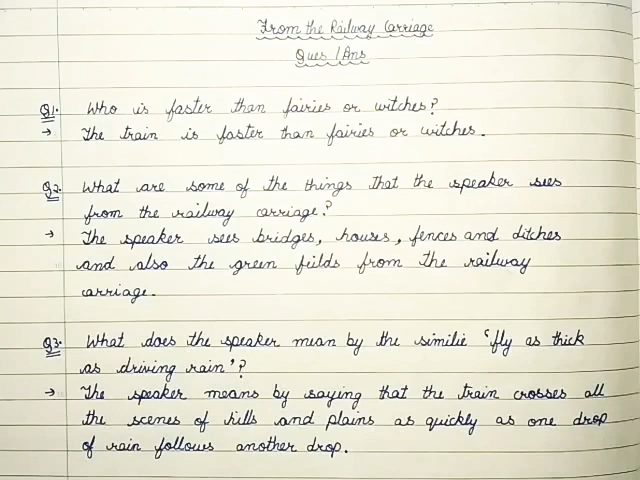 From the Railway Carriage
Ques / Ans
Q1. Who is faster than fairies or witches?
→ The train is faster than fairies or witches.
Q2. What are some of the things that the speaker sees
from the railway carriage?
→ The speaker sees bridges, houses, fences and ditches
and also the green feilds from the railway
carriage.
Q3. What does the speaker mean by the similie 'fly as thick
as driving rain'?
→ The speaker means by saying that the train crosses all
the scenes of hills and plains as quickly as one drop
of rain follows another drop.